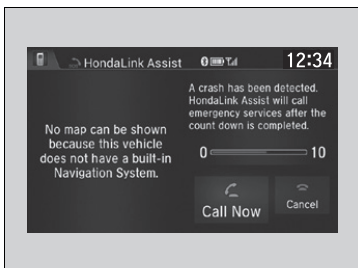 HondaLink Assist
12:34
No map can be shown
because this vehicle
does not have a built-in
Navigation System.
A crash has been detected.
HondaLink Assist will call
emergency services after the
count down is completed.
0 10
Call Now
Cancel